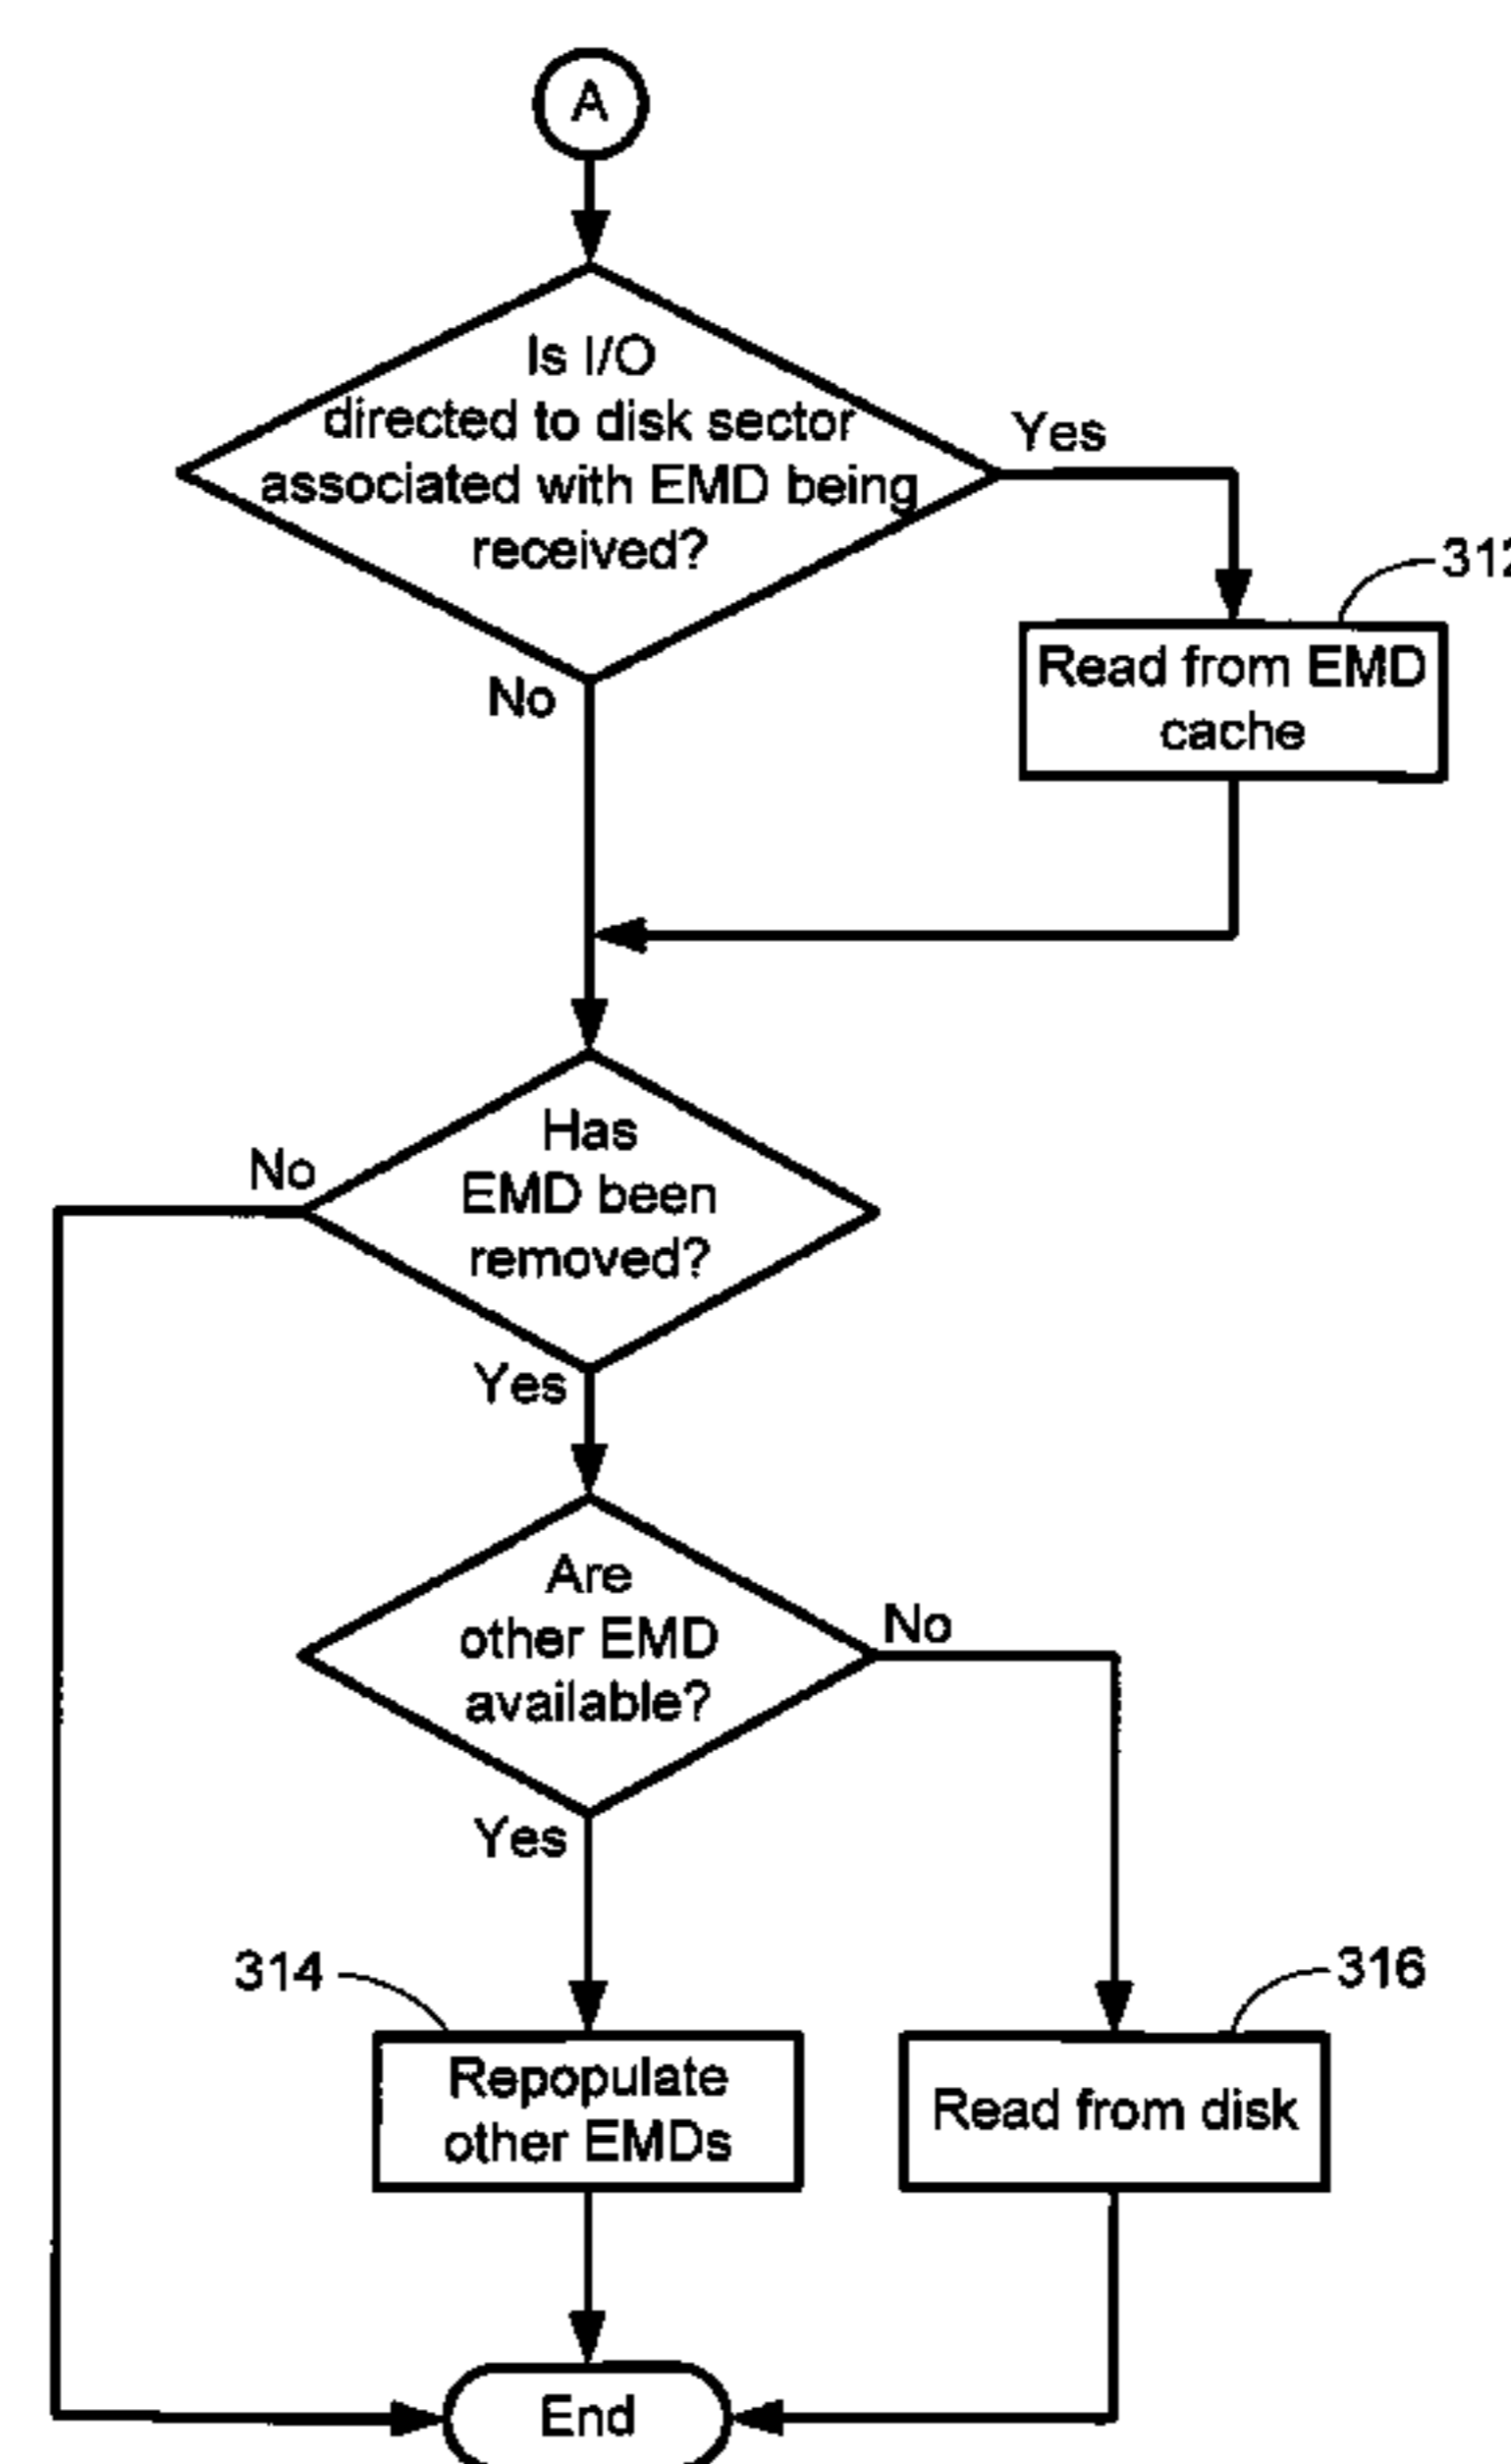 A
Is I/O
directed to disk sector
associated with EMD being
received?
Yes
No
312
Read from EMD
cache
Has
EMD been
removed?
No
Yes
Are
other EMD
available?
No
Yes
314
Repopulate
other EMDs
316
Read from disk
End